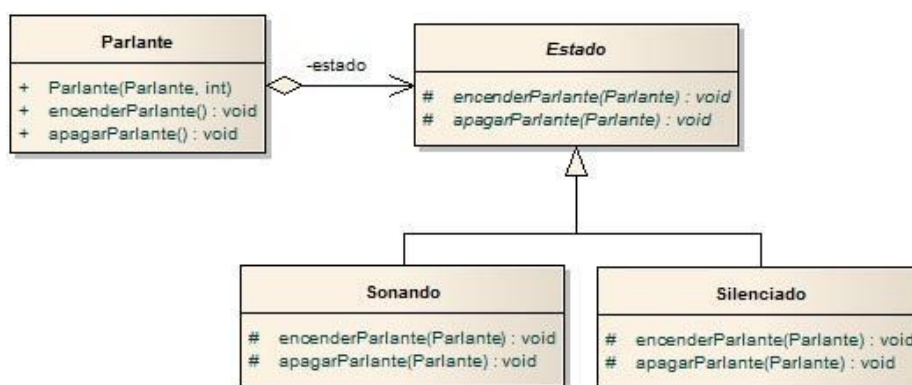 Parlante
+ Parlante(Parlante, int)
+ encenderParlante() : void
+ apagarParlante() : void
-estado
Estado
# encenderParlante(Parlante) : void
# apagarParlante(Parlante) : void
Sonando
# encenderParlante(Parlante) : void
# apagarParlante(Parlante) : void
Silenciado
# encenderParlante(Parlante) : void
# apagarParlante(Parlante) : void